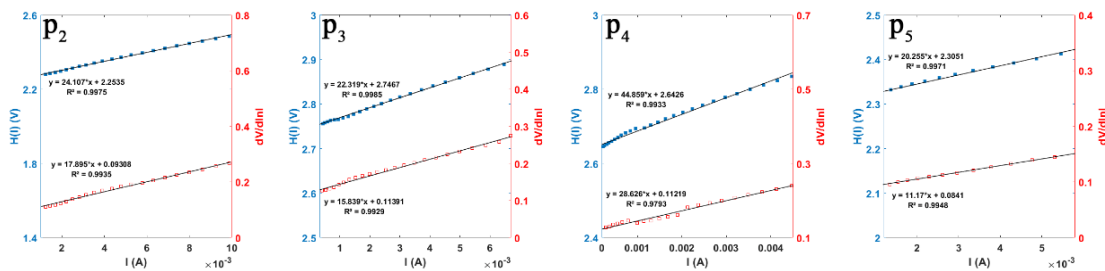 p2
2.6
2.2
1.8
1.4
H(I) (V)
y = 24.107*x + 2.2535
R² = 0.9975
y = 17.895*x + 0.09308
R² = 0.9935
0.8
0.6
0.4
0.2
0
dV/dlnI
2 4 6 8 10
I (A) ×10⁻³
p3
3
2.9
2.8
2.7
2.6
2.5
H(I) (V)
y = 22.319*x + 2.7467
R² = 0.9985
y = 15.839*x + 0.11391
R² = 0.9929
0.6
0.5
0.4
0.3
0.2
0.1
0
dV/dlnI
1 2 3 4 5 6
I (A) ×10⁻³
p4
3
2.8
2.6
2.4
H(I) (V)
y = 44.859*x + 2.6426
R² = 0.9933
y = 28.626*x + 0.11219
R² = 0.9793
0.7
0.5
0.3
0.1
dV/dlnI
0 0.001 0.002 0.003 0.004
I (A)
p5
2.5
2.4
2.3
2.2
2.1
2
H(I) (V)
y = 20.255*x + 2.3051
R² = 0.9971
y = 11.17*x + 0.0841
R² = 0.9948
0.4
0.3
0.2
0.1
0
dV/dlnI
2 3 4 5
I (A) ×10⁻³